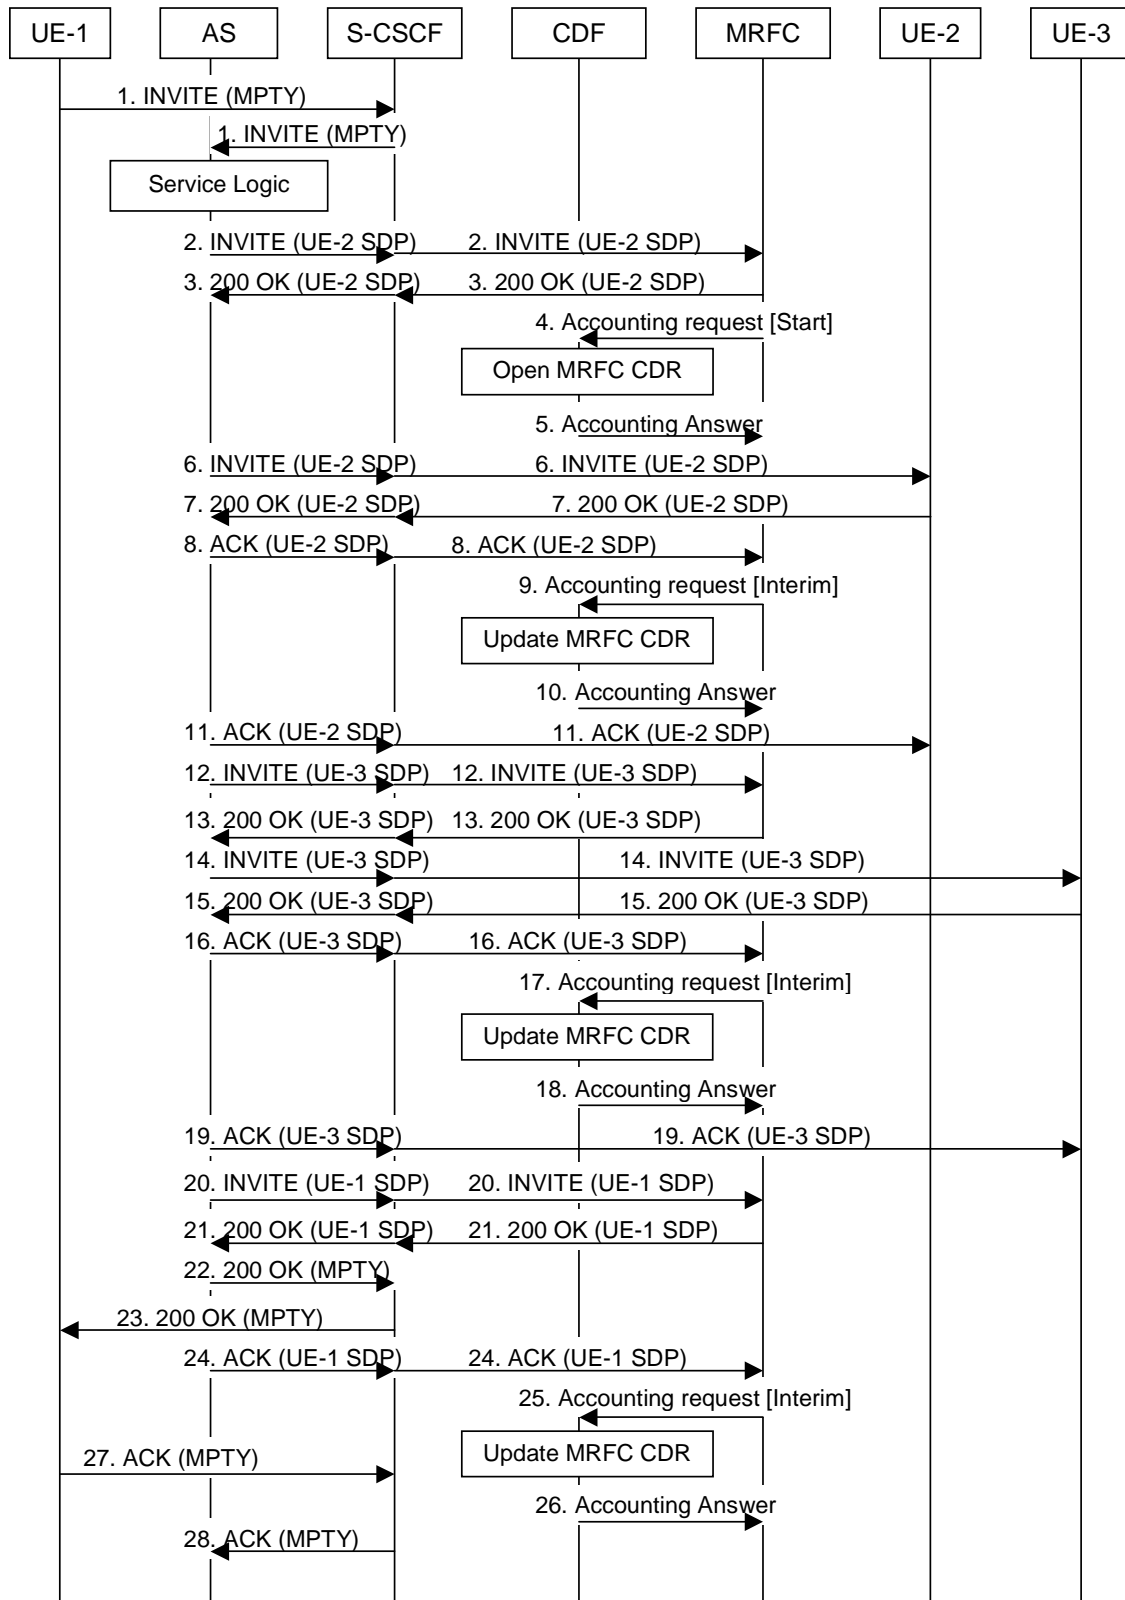 UE-1 AS S-CSCF CDF MRFC UE-2 UE-3
1. INVITE (MPTY)
1. INVITE (MPTY)
Service Logic
2. INVITE (UE-2 SDP) 2. INVITE (UE-2 SDP)
3. 200 OK (UE-2 SDP) 3. 200 OK (UE-2 SDP)
4. Accounting request [Start]
Open MRFC CDR
5. Accounting Answer
6. INVITE (UE-2 SDP) 6. INVITE (UE-2 SDP)
7. 200 OK (UE-2 SDP) 7. 200 OK (UE-2 SDP)
8. ACK (UE-2 SDP) 8. ACK (UE-2 SDP)
9. Accounting request [Interim]
Update MRFC CDR
10. Accounting Answer
11. ACK (UE-2 SDP) 11. ACK (UE-2 SDP)
12. INVITE (UE-3 SDP) 12. INVITE (UE-3 SDP)
13. 200 OK (UE-3 SDP) 13. 200 OK (UE-3 SDP)
14. INVITE (UE-3 SDP) 14. INVITE (UE-3 SDP)
15. 200 OK (UE-3 SDP) 15. 200 OK (UE-3 SDP)
16. ACK (UE-3 SDP) 16. ACK (UE-3 SDP)
17. Accounting request [Interim]
Update MRFC CDR
18. Accounting Answer
19. ACK (UE-3 SDP) 19. ACK (UE-3 SDP)
20. INVITE (UE-1 SDP) 20. INVITE (UE-1 SDP)
21. 200 OK (UE-1 SDP) 21. 200 OK (UE-1 SDP)
22. 200 OK (MPTY)
23. 200 OK (MPTY)
24. ACK (UE-1 SDP) 24. ACK (UE-1 SDP)
25. Accounting request [Interim]
Update MRFC CDR
27. ACK (MPTY)
26. Accounting Answer
28. ACK (MPTY)